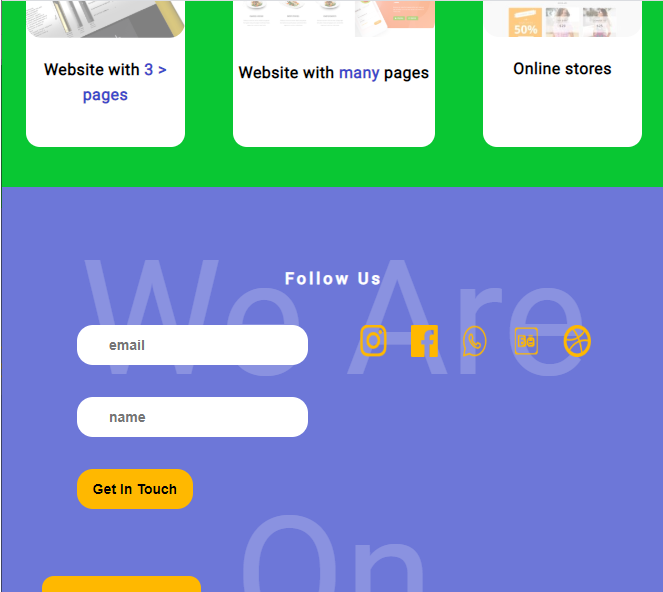 50%
Website with 3 >
pages
Website with many pages
Online stores
We Are
Follow Us
email
name
Get In Touch
On